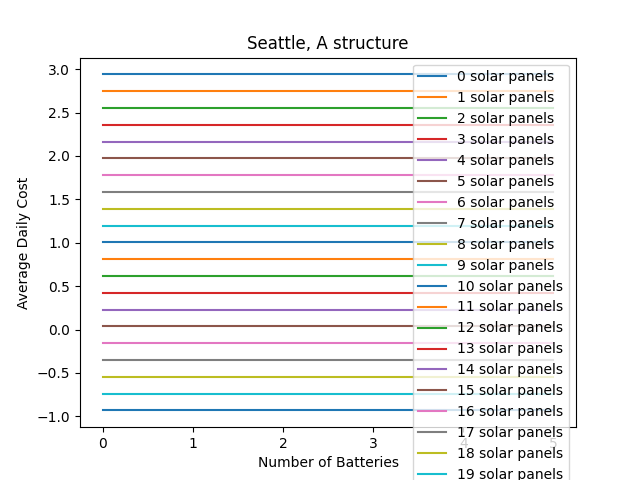 Seattle, A structure
Average Daily Cost
3.0
2.5
2.0
1.5
1.0
0.5
0.0
−0.5
−1.0
0 solar panels
1 solar panels
2 solar panels
3 solar panels
4 solar panels
5 solar panels
6 solar panels
7 solar panels
8 solar panels
9 solar panels
10 solar panels
11 solar panels
12 solar panels
13 solar panels
14 solar panels
15 solar panels
16 solar panels
17 solar panels
18 solar panels
19 solar panels
0 1 2 3 4 5
Number of Batteries